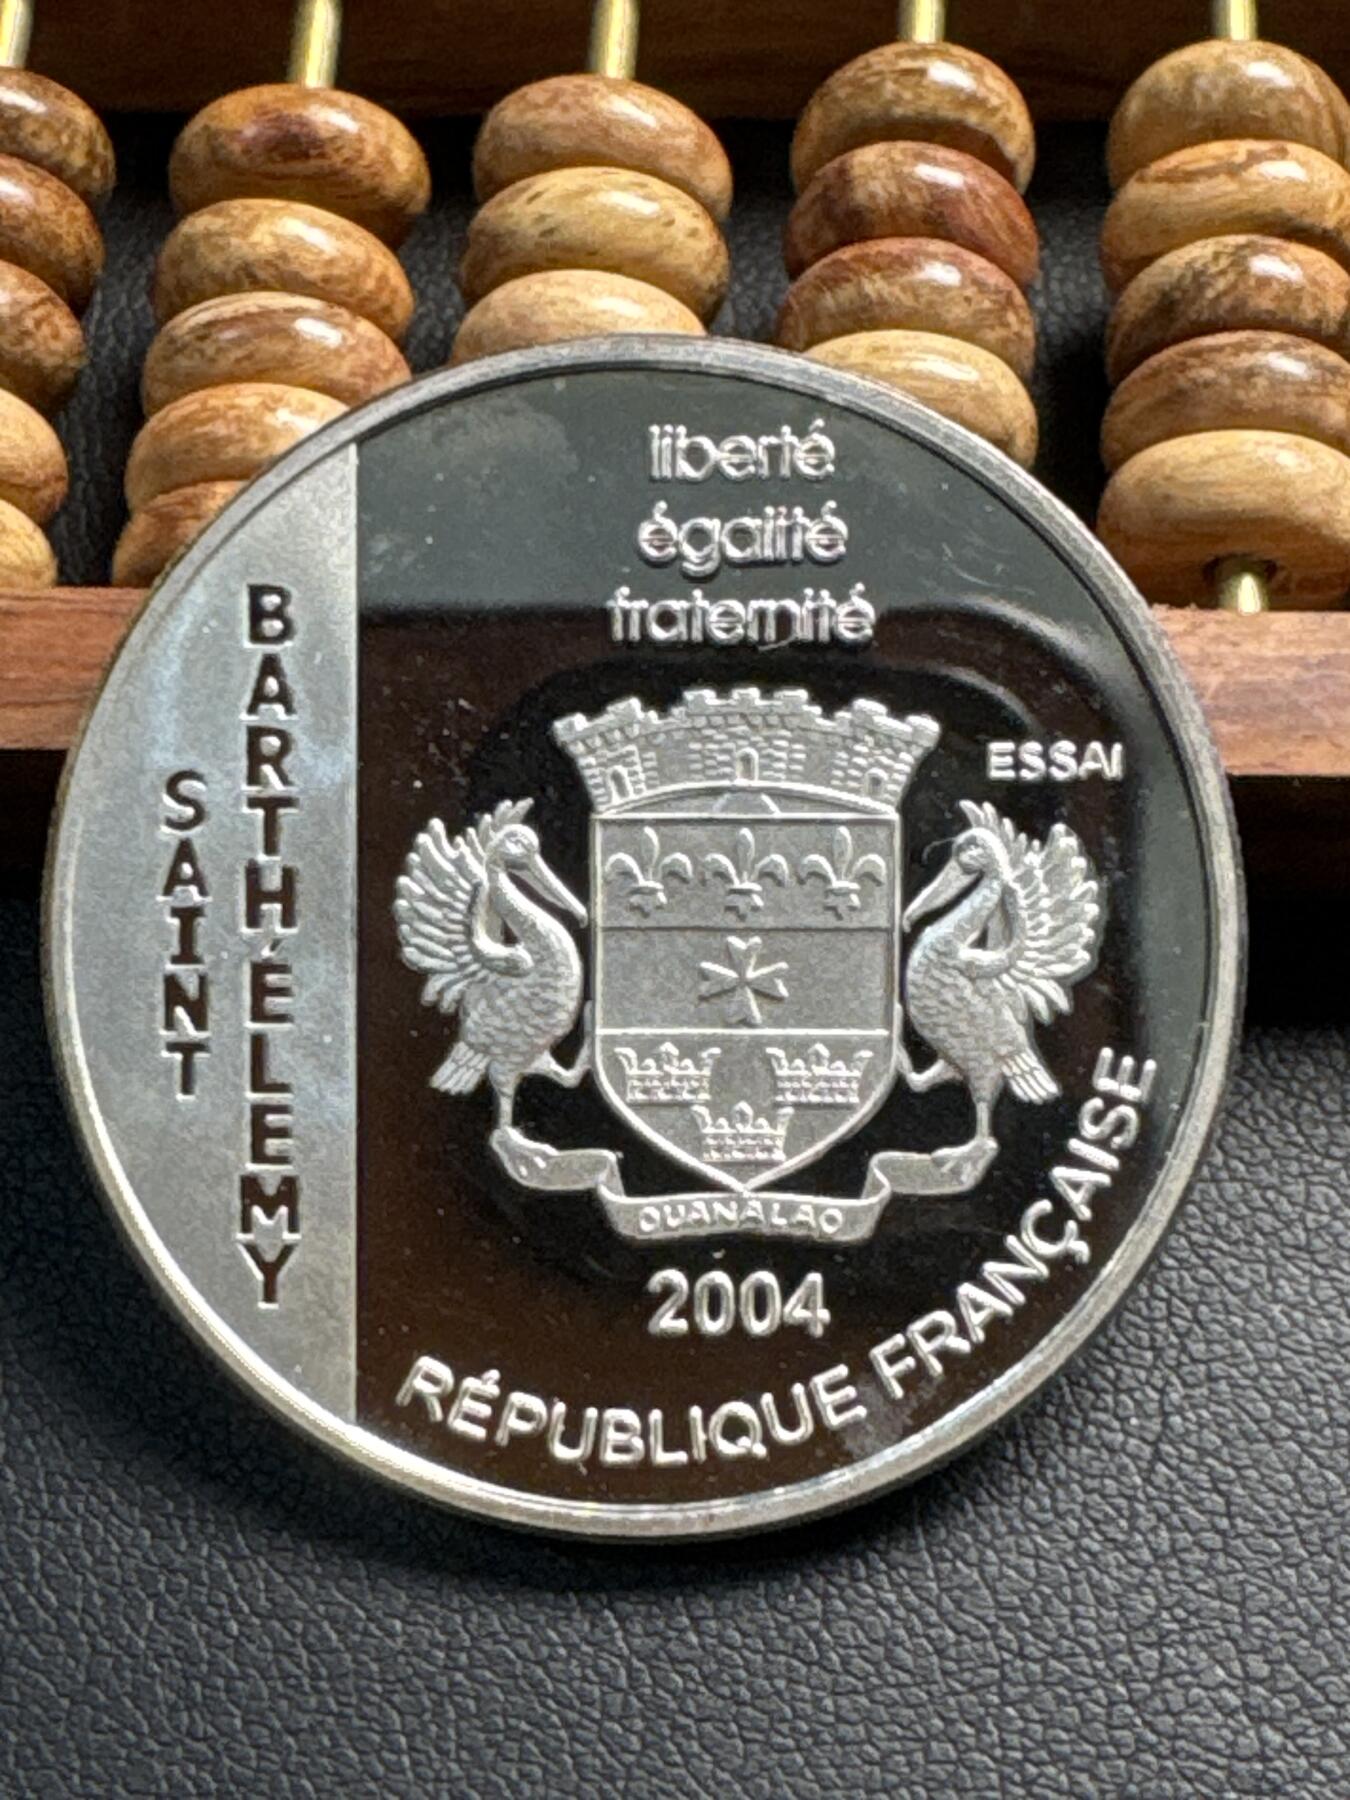 SAINT
BARTHÉLEMY
liberté
égalité
fraternité
ESSAI
OUANALAO
2004
RÉPUBLIQUE FRANÇAISE